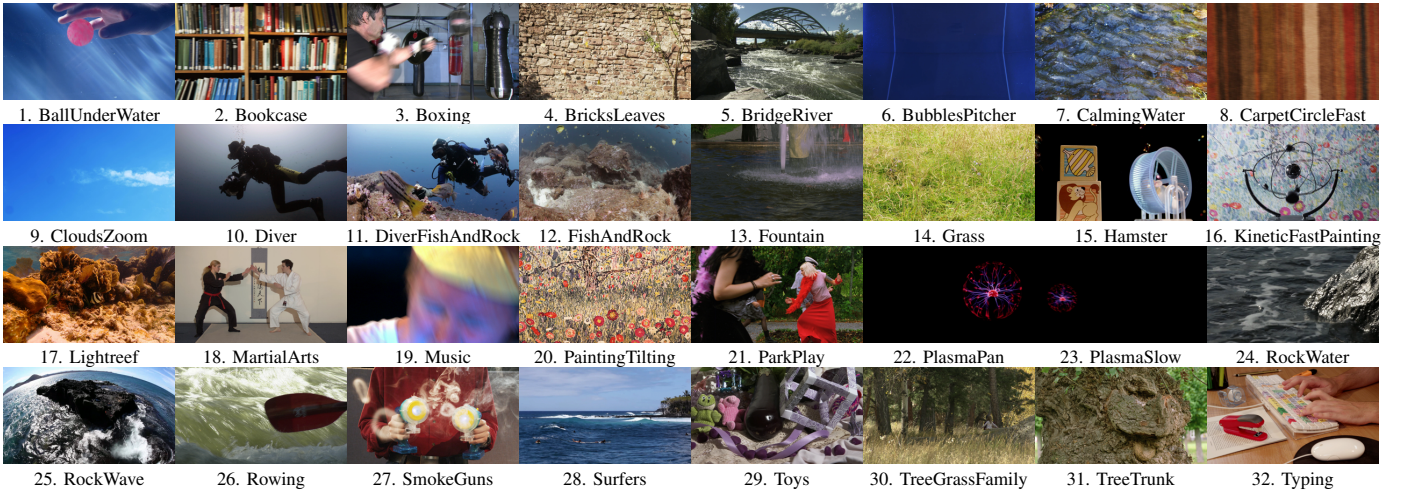 1. BallUnderWater 2. Bookcase 3. Boxing 4. BricksLeaves 5. BridgeRiver 6. BubblesPitcher 7. CalmingWater 8. CarpetCircleFast
9. CloudsZoom 10. Diver 11. DiverFishAndRock 12. FishAndRock 13. Fountain 14. Grass 15. Hamster 16. KineticFastPainting
17. Lightreef 18. MartialArts 19. Music 20. PaintingTilting 21. ParkPlay 22. PlasmaPan 23. PlasmaSlow 24. RockWater
25. RockWave 26. Rowing 27. SmokeGuns 28. Surfers 29. Toys 30. TreeGrassFamily 31. TreeTrunk 32. Typing